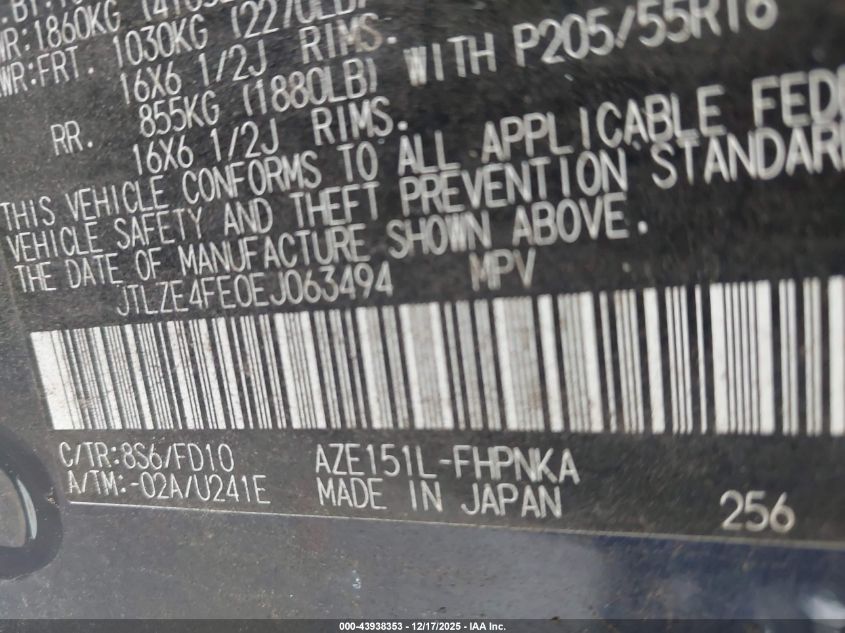 WR: 1860KG
WR:FRT. 1030KG (2270LB) WITH P205/55R16
16X6 1/2J RIMS.
RR. 855KG (1880LB)
16X6 1/2J RIMS.
THIS VEHICLE CONFORMS TO ALL APPLICABLE FEDE
VEHICLE SAFETY AND THEFT PREVENTION STANDAR
THE DATE OF MANUFACTURE SHOWN ABOVE.
JTLZE4FE0EJ063494 MPV
C/TR:8S6/FD10 AZE151L-FHPNKA
A/TM:-02A/U241E MADE IN JAPAN 256
000-43938353 - 12/17/2025 - IAA Inc.